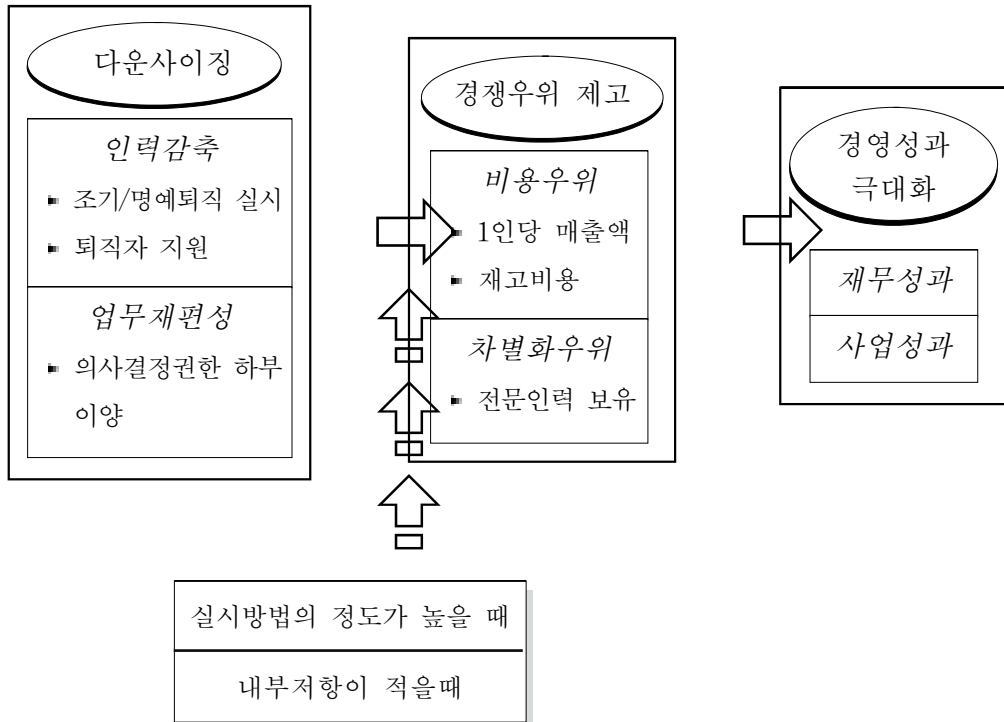 다운사이징
인력감축
조기/명예퇴직 실시
퇴직자 지원
업무재편성
의사결정권한 하부
이양
경쟁우위 제고
비용우위
1인당 매출액
재고비용
차별화우위
전문인력 보유
경영성과
극대화
재무성과
사업성과
실시방법의 정도가 높을 때
내부저항이 적을때